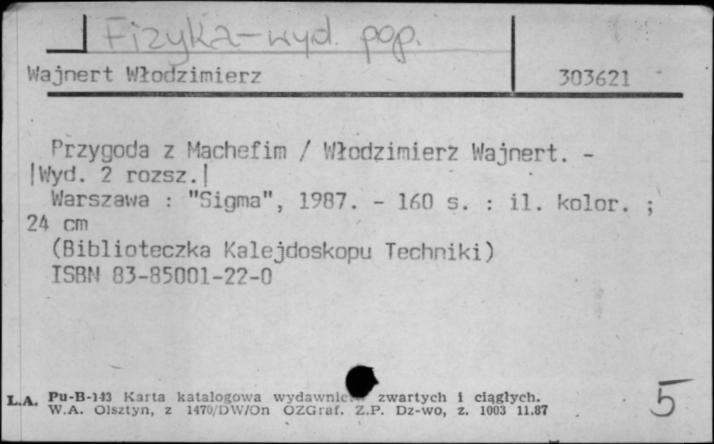 Fizyka-wyd. pop.
Wajnert Włodzimierz 303621
Przygoda z Machefim / Włodzimierz Wajnert. -
|Wyd. 2 rozsz.|
Warszawa : "Sigma", 1987. - 160 s. : il. kolor. ;
24 cm
(Biblioteczka Kalejdoskopu Techniki)
ISBN 83-85001-22-0
L.A. Pu-B-143 Karta katalogowa zwartych i ciągłych.
W.A. Olsztyn, z 1470/DW/On OZGraf. Z.P. Dz-wo, z. 1003 11.87
5